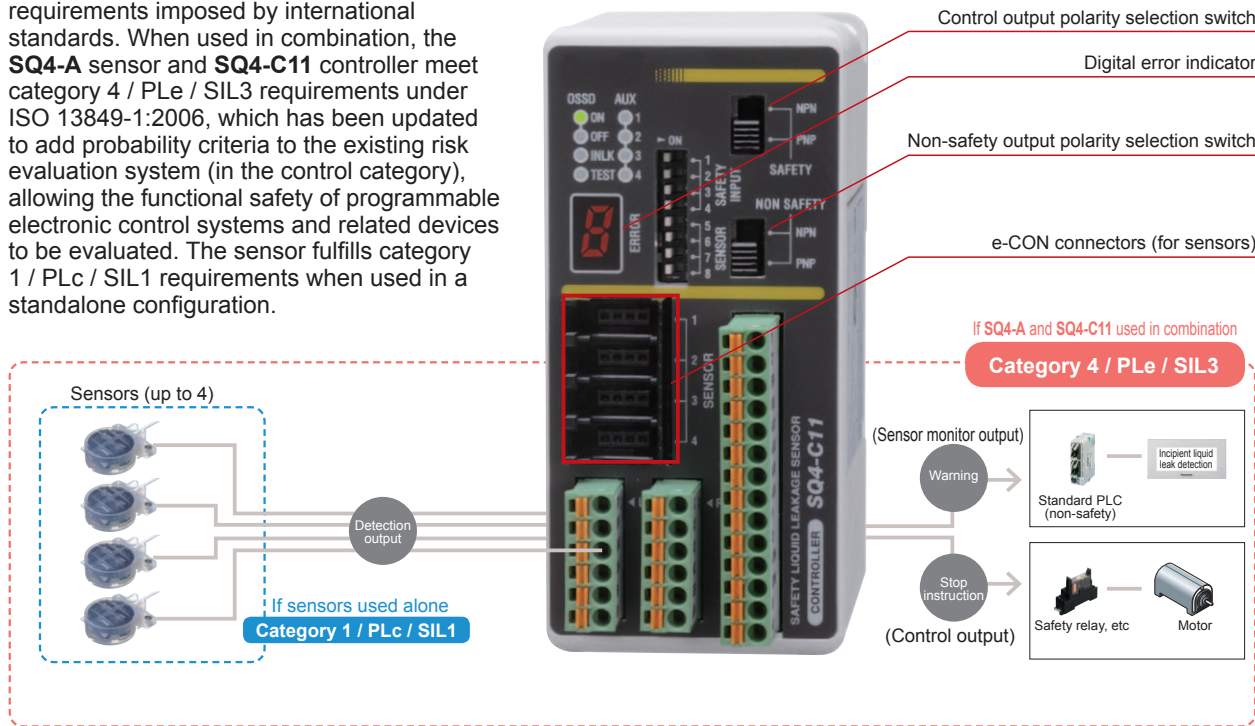 requirements imposed by international
standards. When used in combination, the
SQ4-A sensor and SQ4-C11 controller meet
category 4 / PLe / SIL3 requirements under
ISO 13849-1:2006, which has been updated
to add probability criteria to the existing risk
evaluation system (in the control category),
allowing the functional safety of programmable
electronic control systems and related devices
to be evaluated. The sensor fulfills category
1 / PLc / SIL1 requirements when used in a
standalone configuration.
Control output polarity selection switch
Digital error indicator
Non-safety output polarity selection switch
e-CON connectors (for sensors)
OSSD AUX
ON 1
OFF 2
INLK 3
TEST 4
ERROR
8
ON
1
2
3
4
5
6
7
8
SAFETY INPUT
SENSOR
NPN
PNP
SAFETY
NON SAFETY
NPN
PNP
1
2
3
4
SENSOR
SAFETY LIQUID LEAKAGE SENSOR
CONTROLLER SQ4-C11
If SQ4-A and SQ4-C11 used in combination
Category 4 / PLe / SIL3
Sensors (up to 4)
Detection
output
If sensors used alone
Category 1 / PLc / SIL1
(Sensor monitor output)
Warning
Standard PLC
(non-safety)
Incipient liquid
leak detection
Stop
instruction
(Control output)
Safety relay, etc
Motor